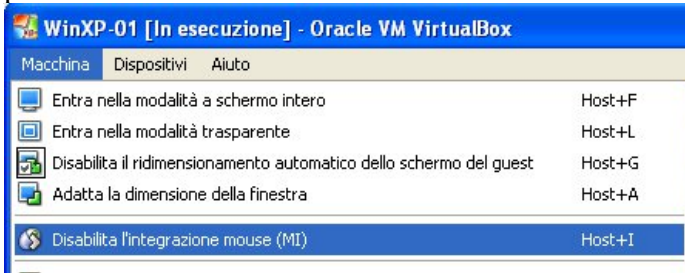 WinXP-01 [In esecuzione] - Oracle VM VirtualBox
Macchina Dispositivi Aiuto
Entra nella modalità a schermo intero Host+F
Entra nella modalità trasparente Host+L
Disabilita il ridimensionamento automatico dello schermo del guest Host+G
Adatta la dimensione della finestra Host+A
Disabilita l'integrazione mouse (MI) Host+I